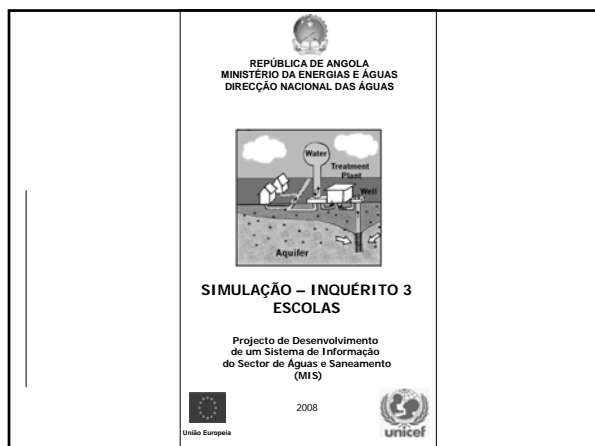 REPÚBLICA DE ANGOLA
MINISTÉRIO DA ENERGIAS E ÁGUAS
DIRECÇÃO NACIONAL DAS ÁGUAS
Water
Treatment
Plant
Well
Aquifer
SIMULAÇÃO – INQUÉRITO 3
ESCOLAS
Projecto de Desenvolvimento
de um Sistema de Informação
do Sector de Águas e Saneamento
(MIS)
2008
União Europeia
unicef